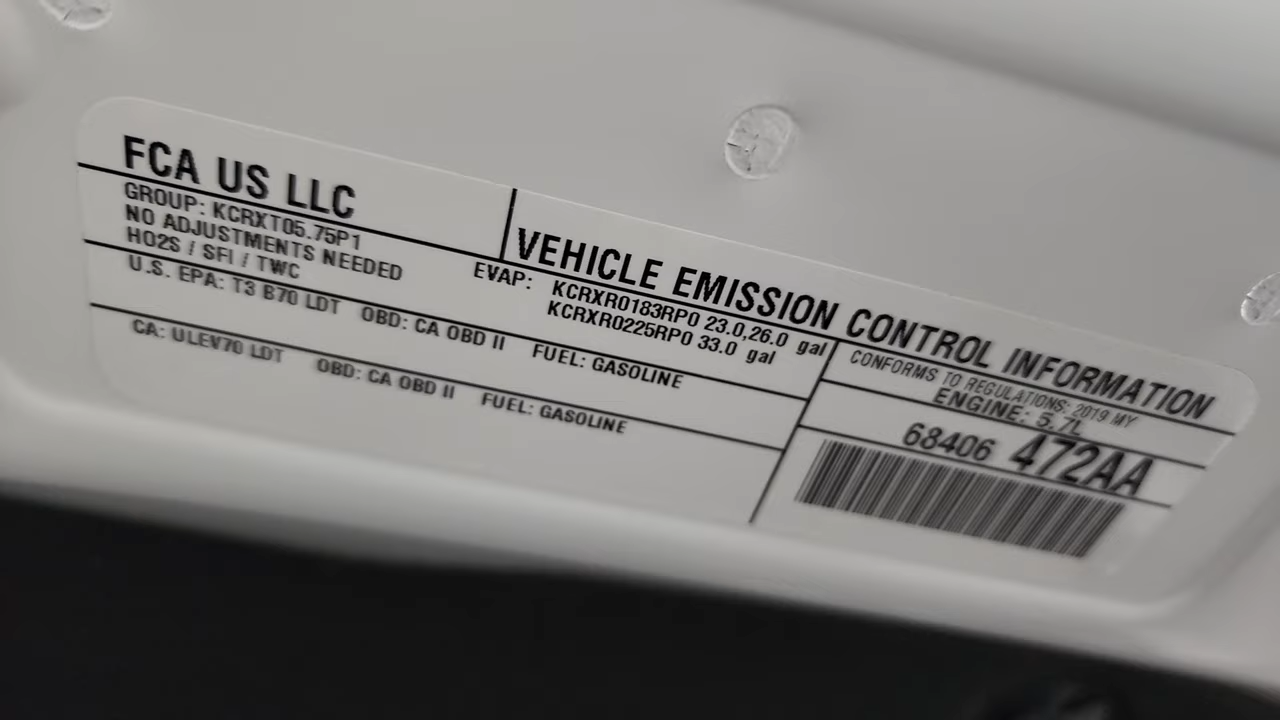 FCA US LLC
VEHICLE EMISSION CONTROL INFORMATION
GROUP: KCRXT05.75P1
NO ADJUSTMENTS NEEDED
HO2S / SFI / TWC
EVAP: KCRXR0183RP0 23.0,26.0 gal
KCRXR0225RP0 33.0 gal
CONFORMS TO REGULATIONS: 2019 MY
U.S. EPA: T3 B70 LDT OBD: CA OBD II FUEL: GASOLINE
ENGINE: 5.7L
CA: ULEV70 LDT OBD: CA OBD II FUEL: GASOLINE
68406 472AA